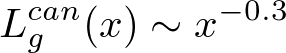 $L_g^{can}(x) \sim x^{-0.3}$